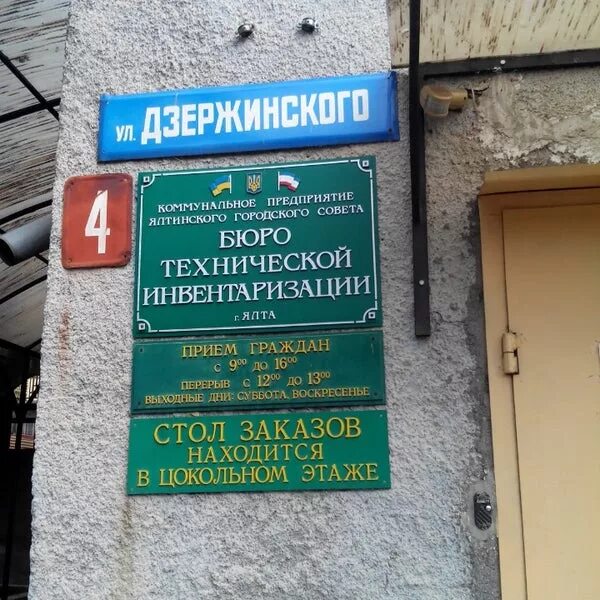 ул. ДЗЕРЖИНСКОГО
4
КОММУНАЛЬНОЕ ПРЕДПРИЯТИЕ
ЯЛТИНСКОГО ГОРОДСКОГО СОВЕТА
БЮРО
ТЕХНИЧЕСКОЙ
ИНВЕНТАРИЗАЦИИ
г. ЯЛТА
ПРИЕМ ГРАЖДАН
С 9⁰⁰ ДО 16⁰⁰
ПЕРЕРЫВ С 12⁰⁰ ДО 13⁰⁰
ВЫХОДНЫЕ ДНИ: СУББОТА, ВОСКРЕСЕНЬЕ
СТОЛ ЗАКАЗОВ
НАХОДИТСЯ
В ЦОКОЛЬНОМ ЭТАЖЕ